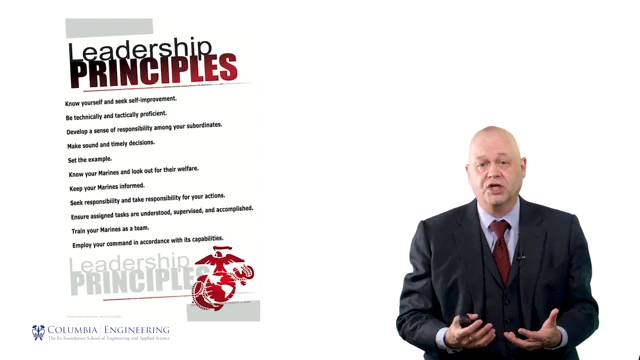 Leadership
PRINCIPLES
Know yourself and seek self-improvement.
Be technically and tactically proficient.
Develop a sense of responsibility among your subordinates.
Make sound and timely decisions.
Set the example.
Know your Marines and look out for their welfare.
Keep your Marines informed.
Seek responsibility and take responsibility for your actions.
Ensure assigned tasks are understood, supervised, and accomplished.
Train your Marines as a team.
Employ your command in accordance with its capabilities.
Leadership
PRINCIPLES
COLUMBIA | ENGINEERING
The Fu Foundation School of Engineering and Applied Science